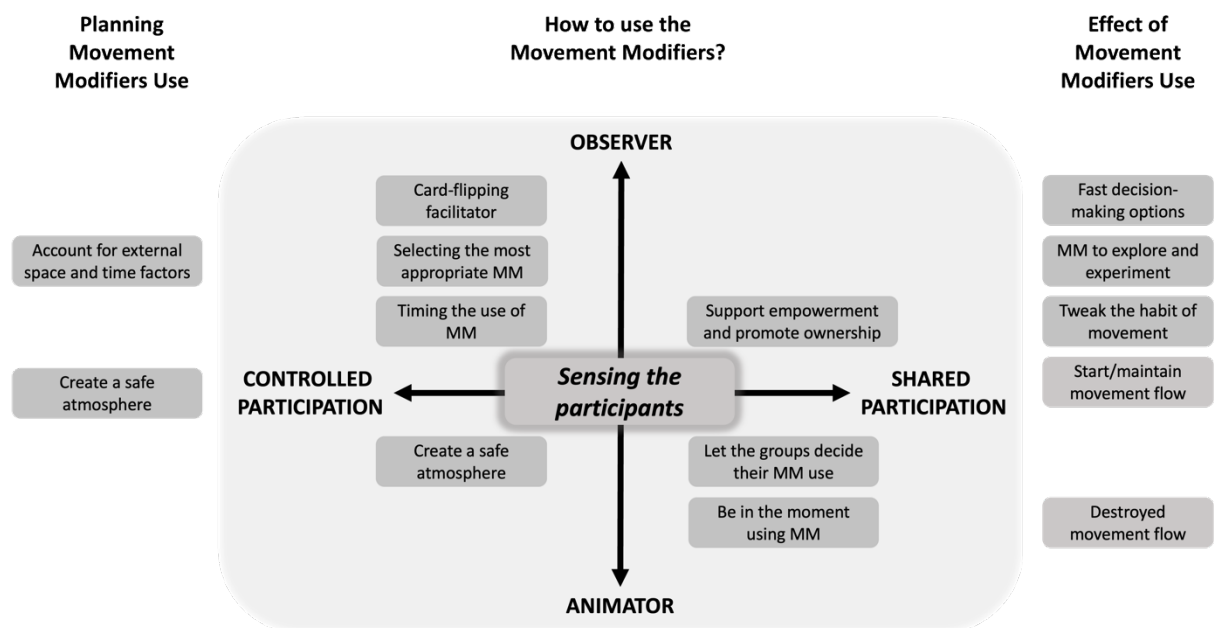 Planning
Movement
Modifiers Use
How to use the
Movement Modifiers?
Effect of
Movement
Modifiers Use
OBSERVER
Card-flipping
facilitator
Selecting the most
appropriate MM
Timing the use of
MM
Support empowerment
and promote ownership
Account for external
space and time factors
Create a safe
atmosphere
CONTROLLED
PARTICIPATION
Sensing the
participants
SHARED
PARTICIPATION
Create a safe
atmosphere
Let the groups decide
their MM use
Be in the moment
using MM
ANIMATOR
Fast decision-
making options
MM to explore and
experiment
Tweak the habit of
movement
Start/maintain
movement flow
Destroyed
movement flow